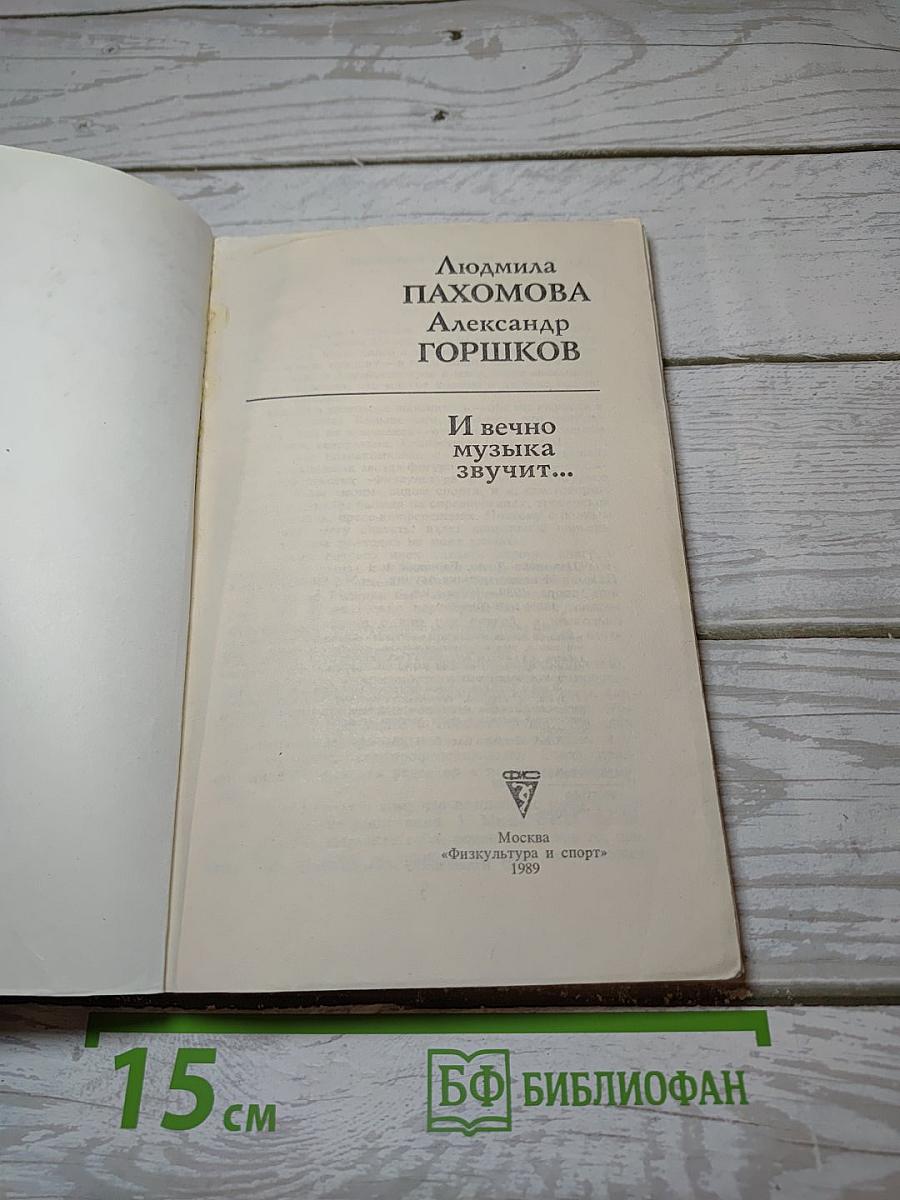 Людмила
ПАХОМОВА
Александр
ГОРШКОВ
И вечно
музыка
звучит...
ФИС
Москва
«Физкультура и спорт»
1989
15 см
БФ БИБЛИОФАН